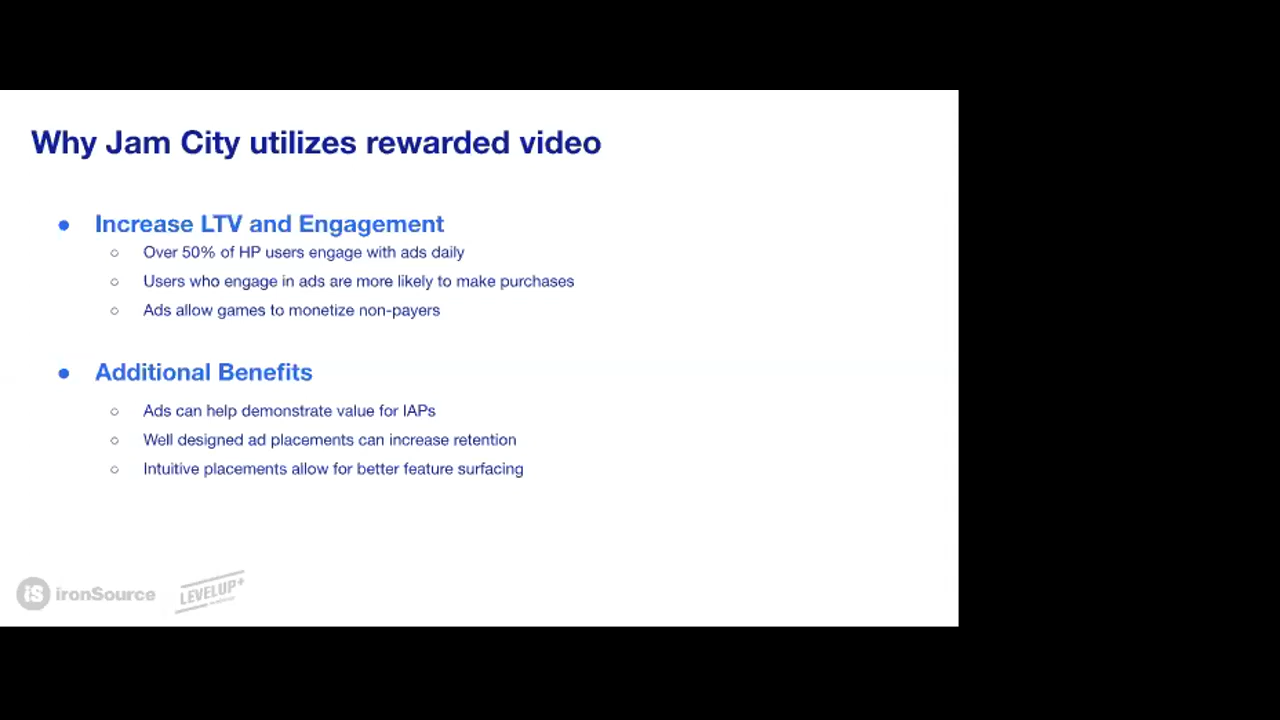 Why Jam City utilizes rewarded video
● Increase LTV and Engagement
○ Over 50% of HP users engage with ads daily
○ Users who engage in ads are more likely to make purchases
○ Ads allow games to monetize non-payers
● Additional Benefits
○ Ads can help demonstrate value for IAPs
○ Well designed ad placements can increase retention
○ Intuitive placements allow for better feature surfacing
iS ironSource LEVELUP+